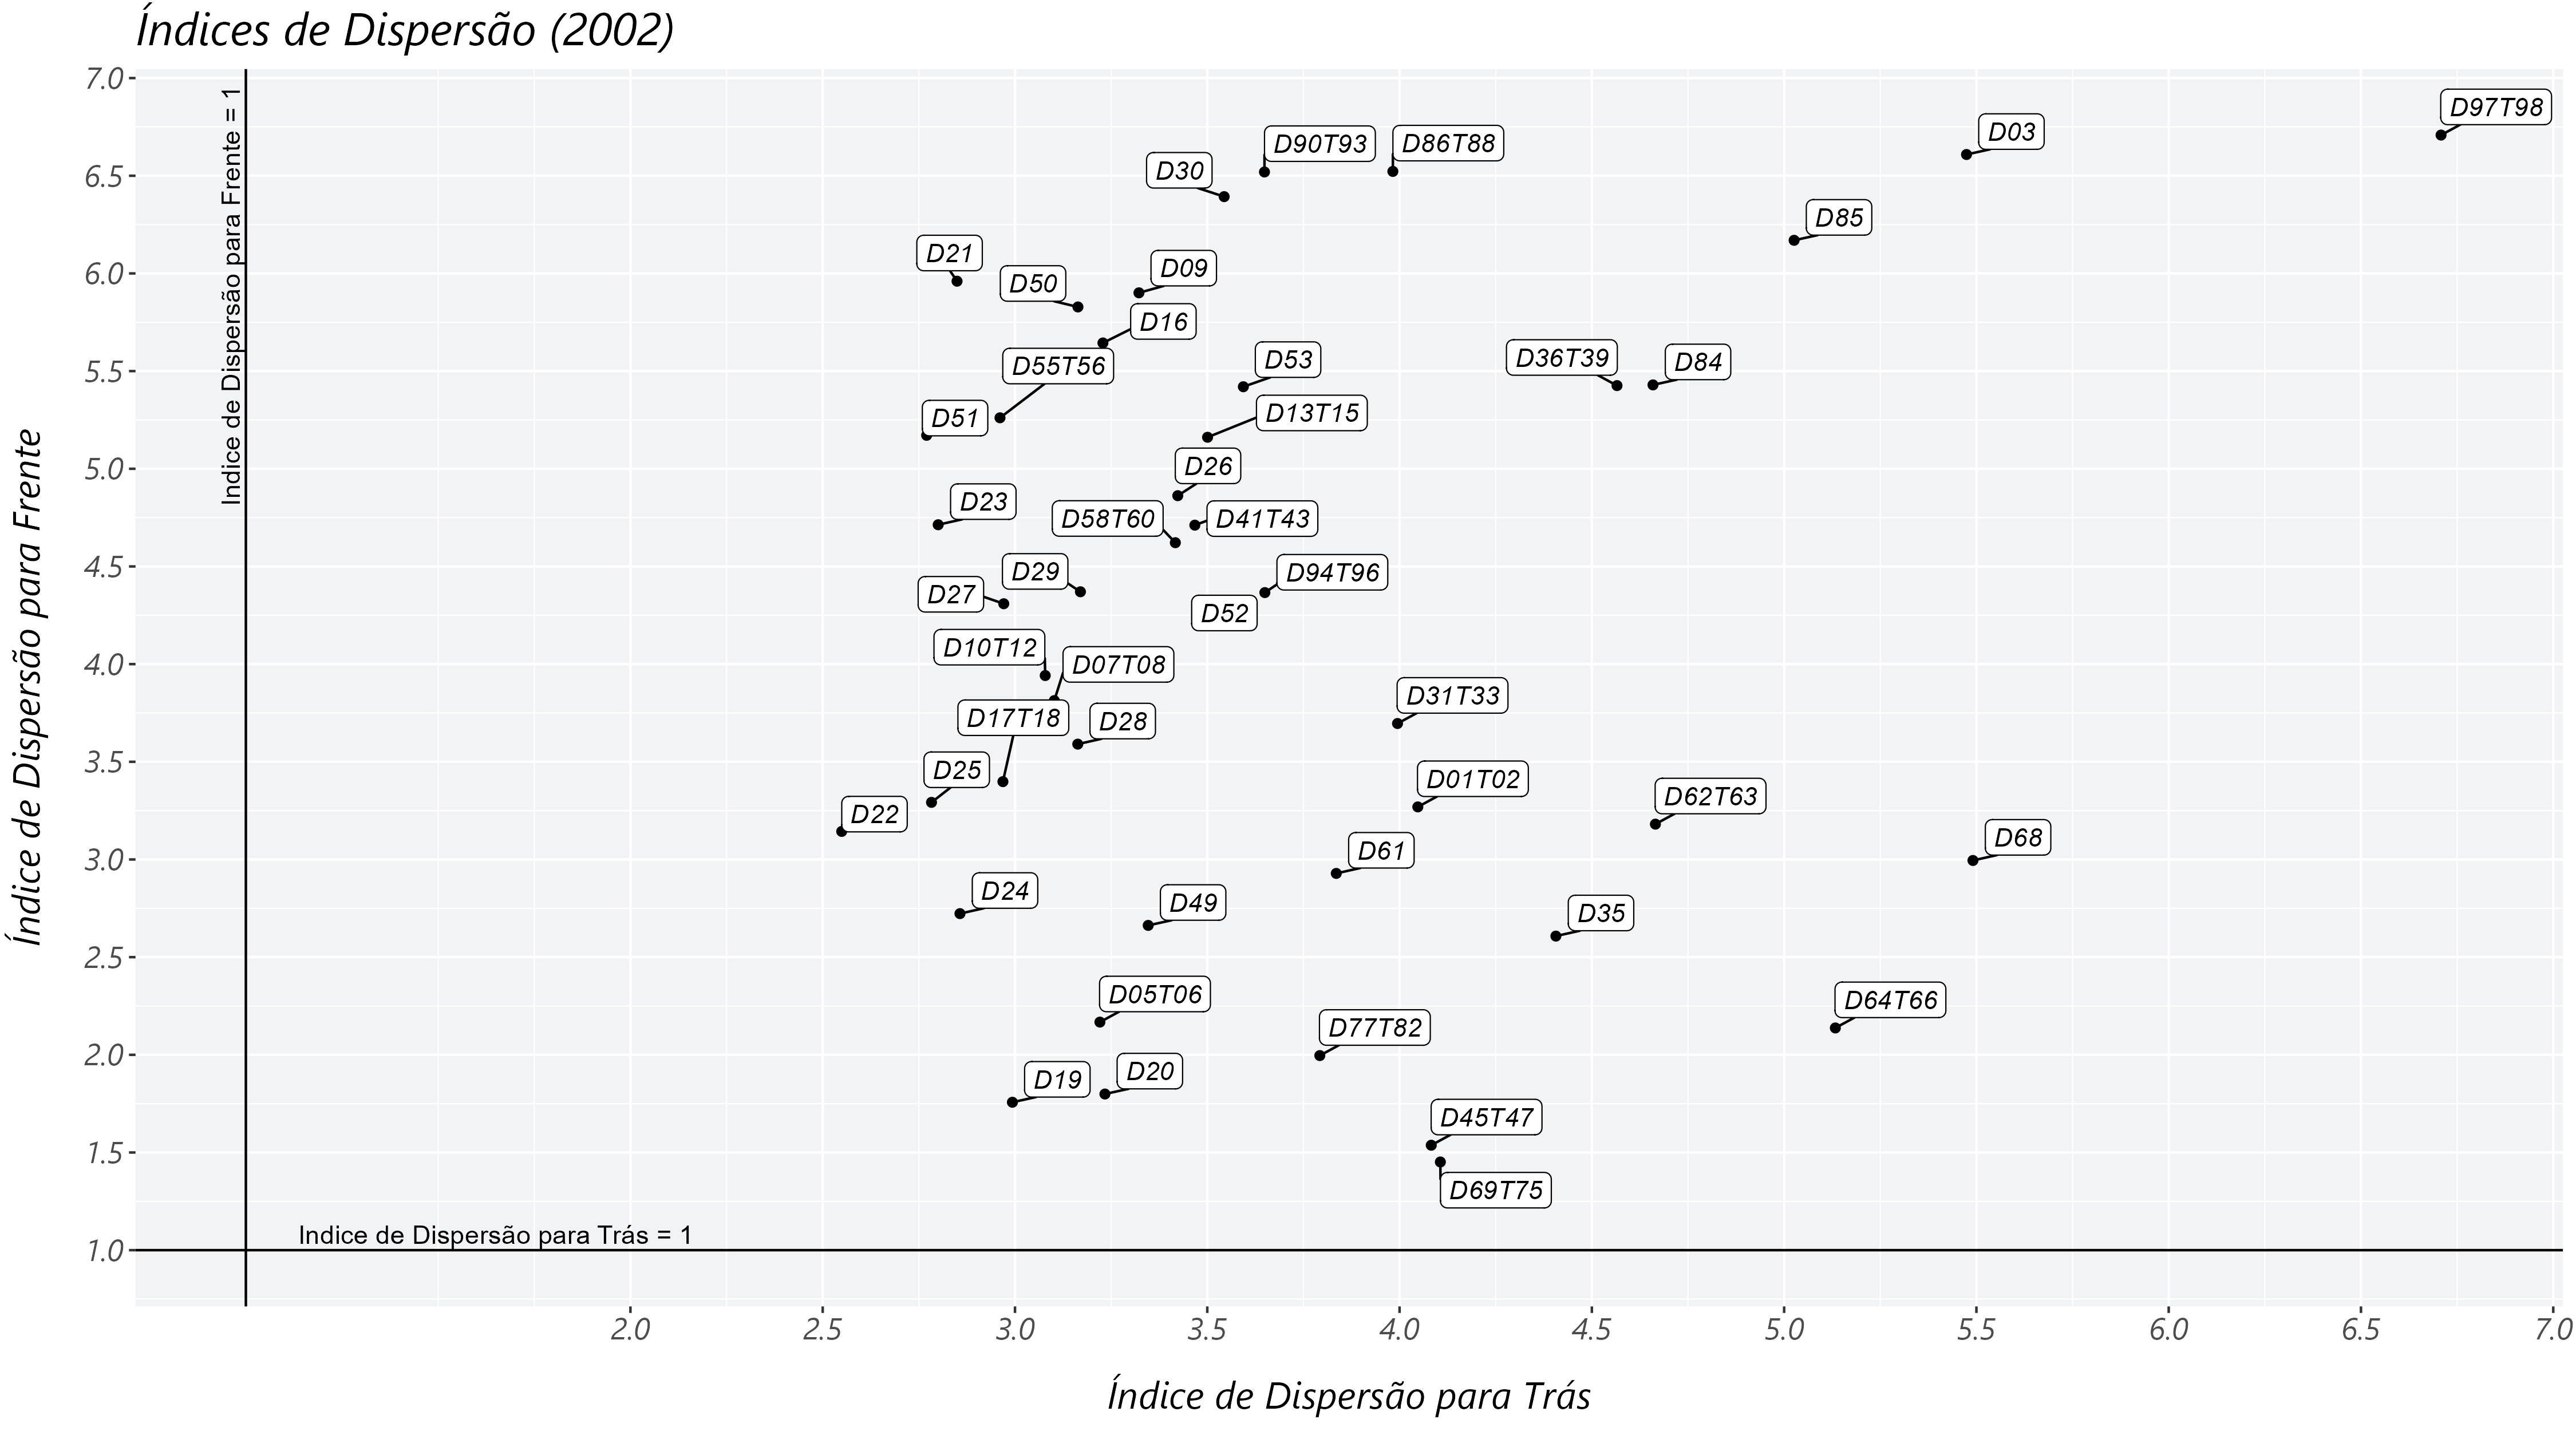 Índices de Dispersão (2002)
7.0
6.5
6.0
5.5
5.0
4.5
4.0
3.5
3.0
2.5
2.0
1.5
1.0
Índice de Dispersão para Frente
Indice de Dispersão para Frente = 1
Indice de Dispersão para Trás = 1
D97T98
D03
D90T93
D86T88
D30
D85
D21
D09
D50
D16
D55T56
D53
D36T39
D84
D51
D13T15
D26
D23
D58T60
D41T43
D29
D94T96
D27
D52
D10T12
D07T08
D31T33
D17T18
D28
D25
D01T02
D62T63
D22
D61
D68
D24
D49
D35
D05T06
D64T66
D77T82
D19
D20
D45T47
D69T75
2.0
2.5
3.0
3.5
4.0
4.5
5.0
5.5
6.0
6.5
7.0
Índice de Dispersão para Trás